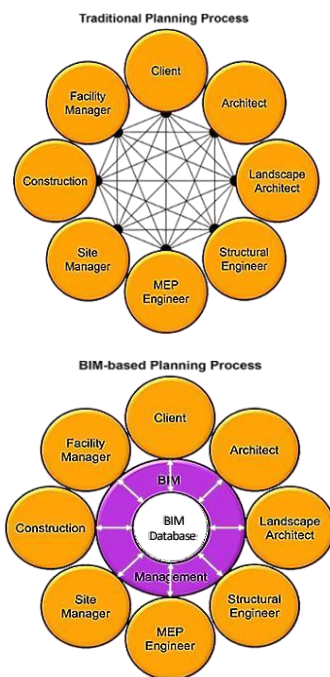 Traditional Planning Process
Client
Facility
Manager
Architect
Construction
Landscape
Architect
Site
Manager
Structural
Engineer
MEP
Engineer
BIM-based Planning Process
Client
Facility
Manager
Architect
BIM
Construction
BIM
Database
Landscape
Architect
Management
Site
Manager
Structural
Engineer
MEP
Engineer